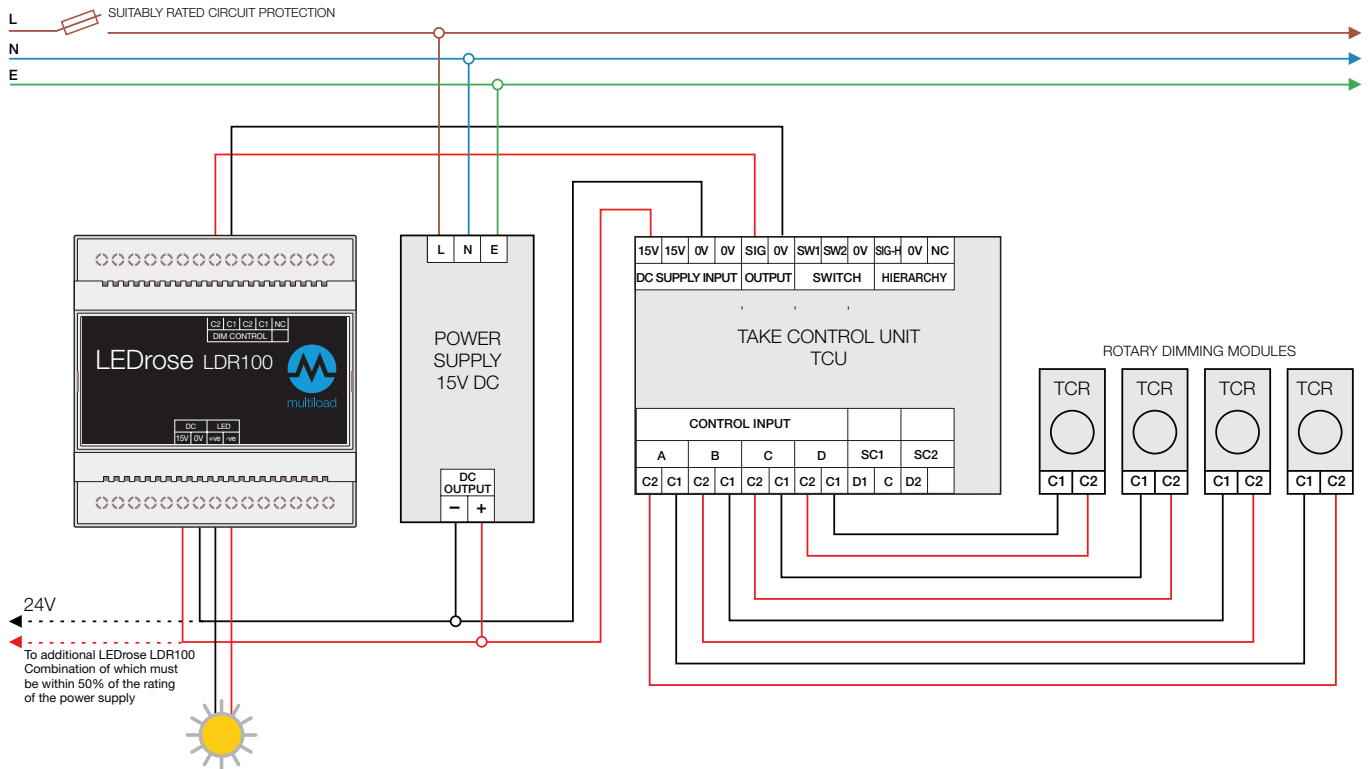 L
SUITABLY RATED CIRCUIT PROTECTION
N
E
C2 C1 C2 C1 NC
DIM CONTROL
LEDrose LDR100
multiload
DC LED
15V 0V +ve -ve
L N E
POWER
SUPPLY
15V DC
DC
OUTPUT
− +
15V 15V 0V 0V SIG 0V SW1 SW2 0V SIG-H 0V NC
DC SUPPLY INPUT OUTPUT SWITCH HIERARCHY
TAKE CONTROL UNIT
TCU
CONTROL INPUT
A B C D SC1 SC2
C2 C1 C2 C1 C2 C1 C2 C1 D1 C D2
ROTARY DIMMING MODULES
TCR TCR TCR TCR
C1 C2 C1 C2 C1 C2 C1 C2
24V
To additional LEDrose LDR100
Combination of which must
be within 50% of the rating
of the power supply